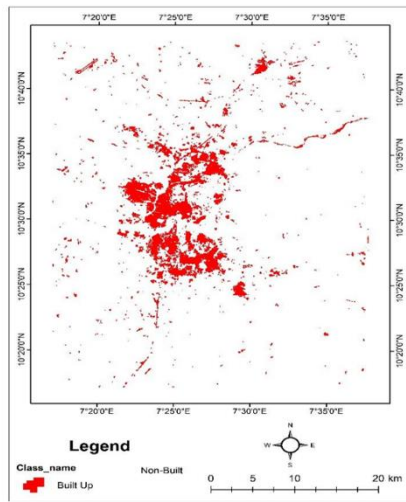 7°20'0"E 7°25'0"E 7°30'0"E 7°35'0"E
10°40'0"N 10°40'0"N
10°35'0"N 10°35'0"N
10°30'0"N 10°30'0"N
10°25'0"N 10°25'0"N
10°20'0"N 10°20'0"N
7°20'0"E 7°25'0"E 7°30'0"E 7°35'0"E
Legend
Class_name
Built Up
Non-Built
N
W E
S
0 5 10 20 km